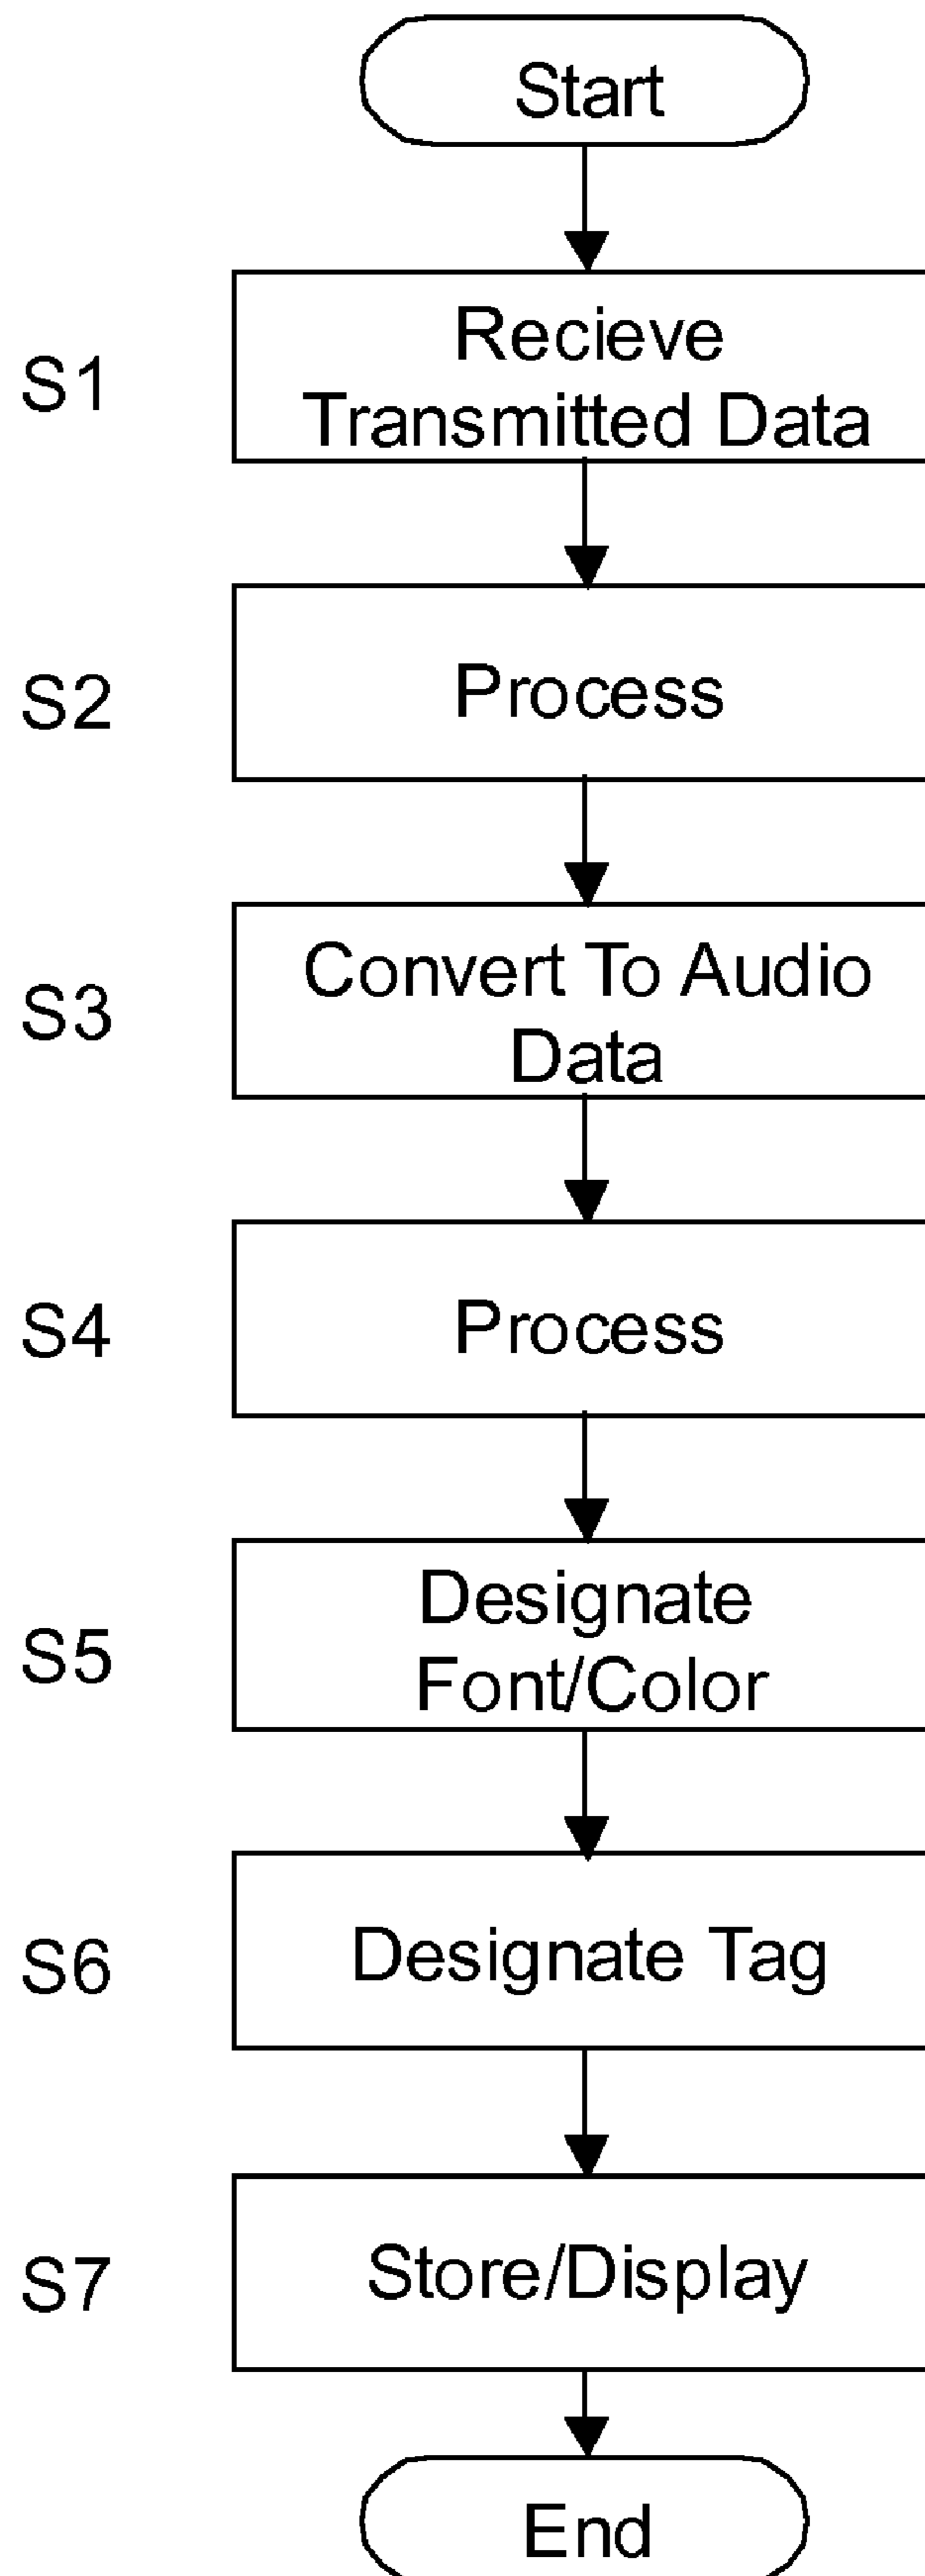 Start
S1
Recieve
Transmitted Data
S2
Process
S3
Convert To Audio
Data
S4
Process
S5
Designate
Font/Color
S6
Designate Tag
S7
Store/Display
End